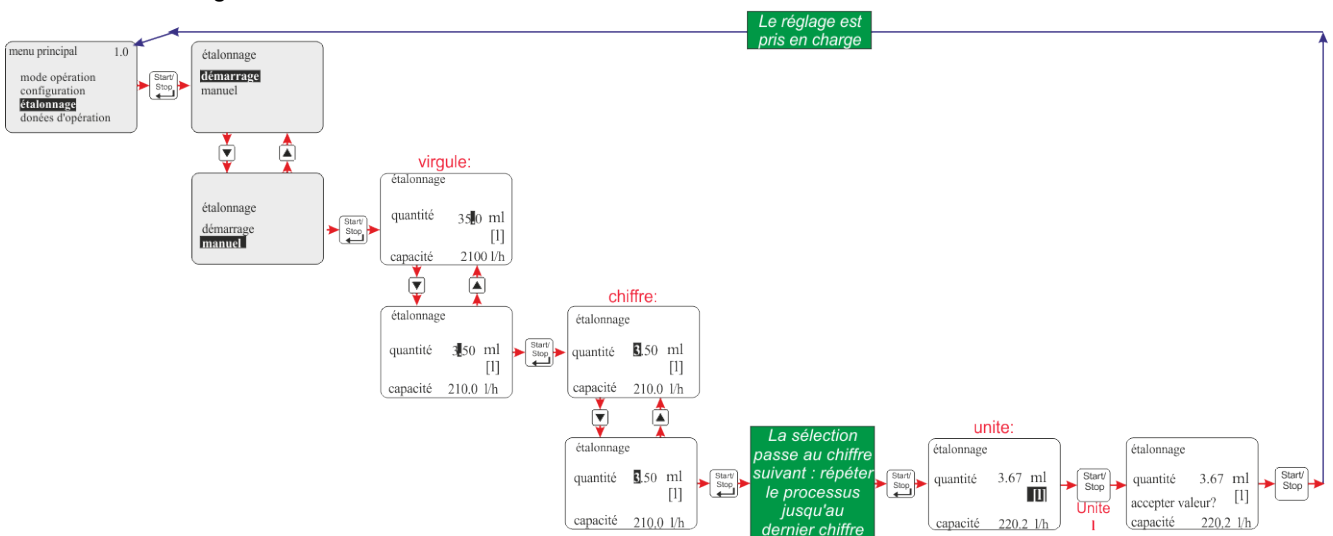 Le réglage est
pris en charge
menu principal 1.0
mode opération
configuration
étalonnage
donées d'opération
Start/
Stop
étalonnage
démarrage
manuel
étalonnage
démarrage
manuel
Start/
Stop
virgule:
étalonnage
quantité 35.0 ml
[l]
capacité 2100 l/h
étalonnage
quantité 3.50 ml
[l]
capacité 210.0 l/h
Start/
Stop
chiffre:
étalonnage
quantité 3.50 ml
[l]
capacité 210.0 l/h
étalonnage
quantité 3.50 ml
[l]
capacité 210,0 l/h
Start/
Stop
La sélection
passe au chiffre
suivant : répéter
le processus
jusqu'au
dernier chiffre
Start/
Stop
unite:
étalonnage
quantité 3.67 ml
[l]
capacité 220.2 l/h
Start/
Stop
Unite
l
étalonnage
quantité 3.67 ml
accepter valeur? [l]
capacité 220,2 l/h
Start/
Stop